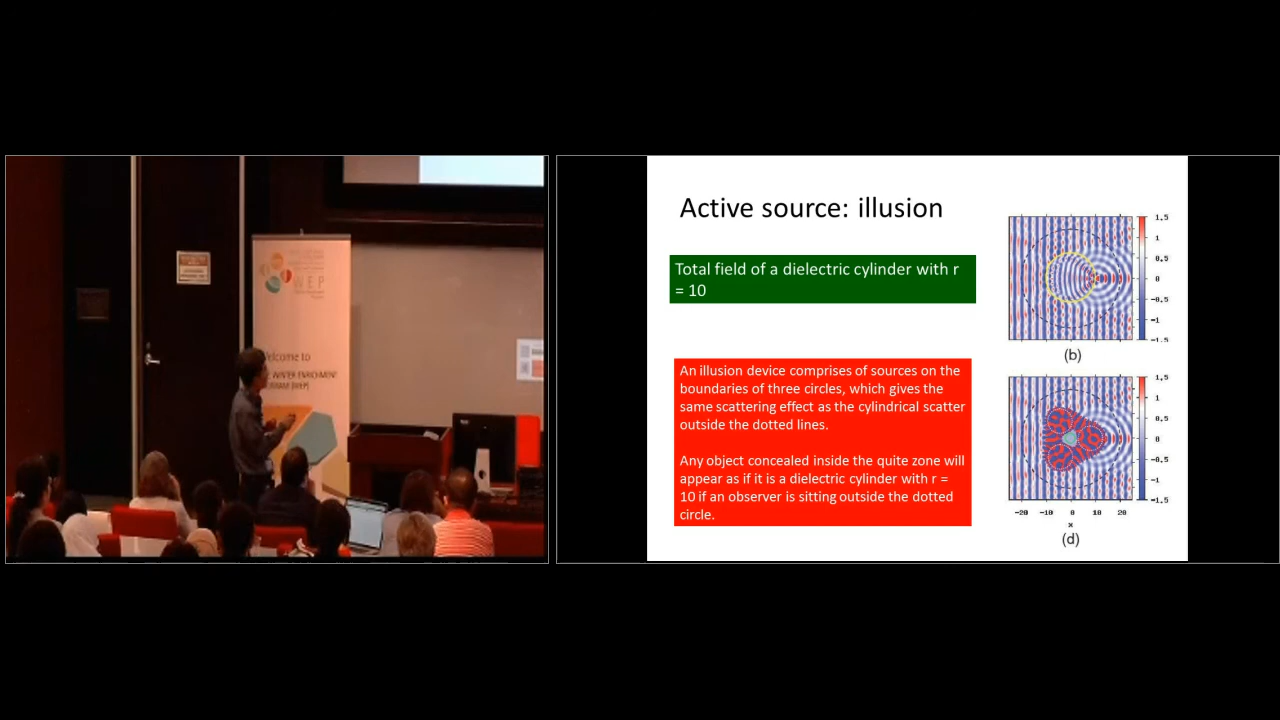 WEP
Welcome to
WINTER ENRICHMENT
PROGRAM (WEP)
Active source: illusion
Total field of a dielectric cylinder with r
= 10
An illusion device comprises of sources on the
boundaries of three circles, which gives the
same scattering effect as the cylindrical scatter
outside the dotted lines.
Any object concealed inside the quite zone will
appear as if it is a dielectric cylinder with r =
10 if an observer is sitting outside the dotted
circle.
1.5
1
0.5
0
-0.5
-1
-1.5
(b)
1.5
1
0.5
0
-0.5
-1
-1.5
-20 -10 0 10 20
x
(d)